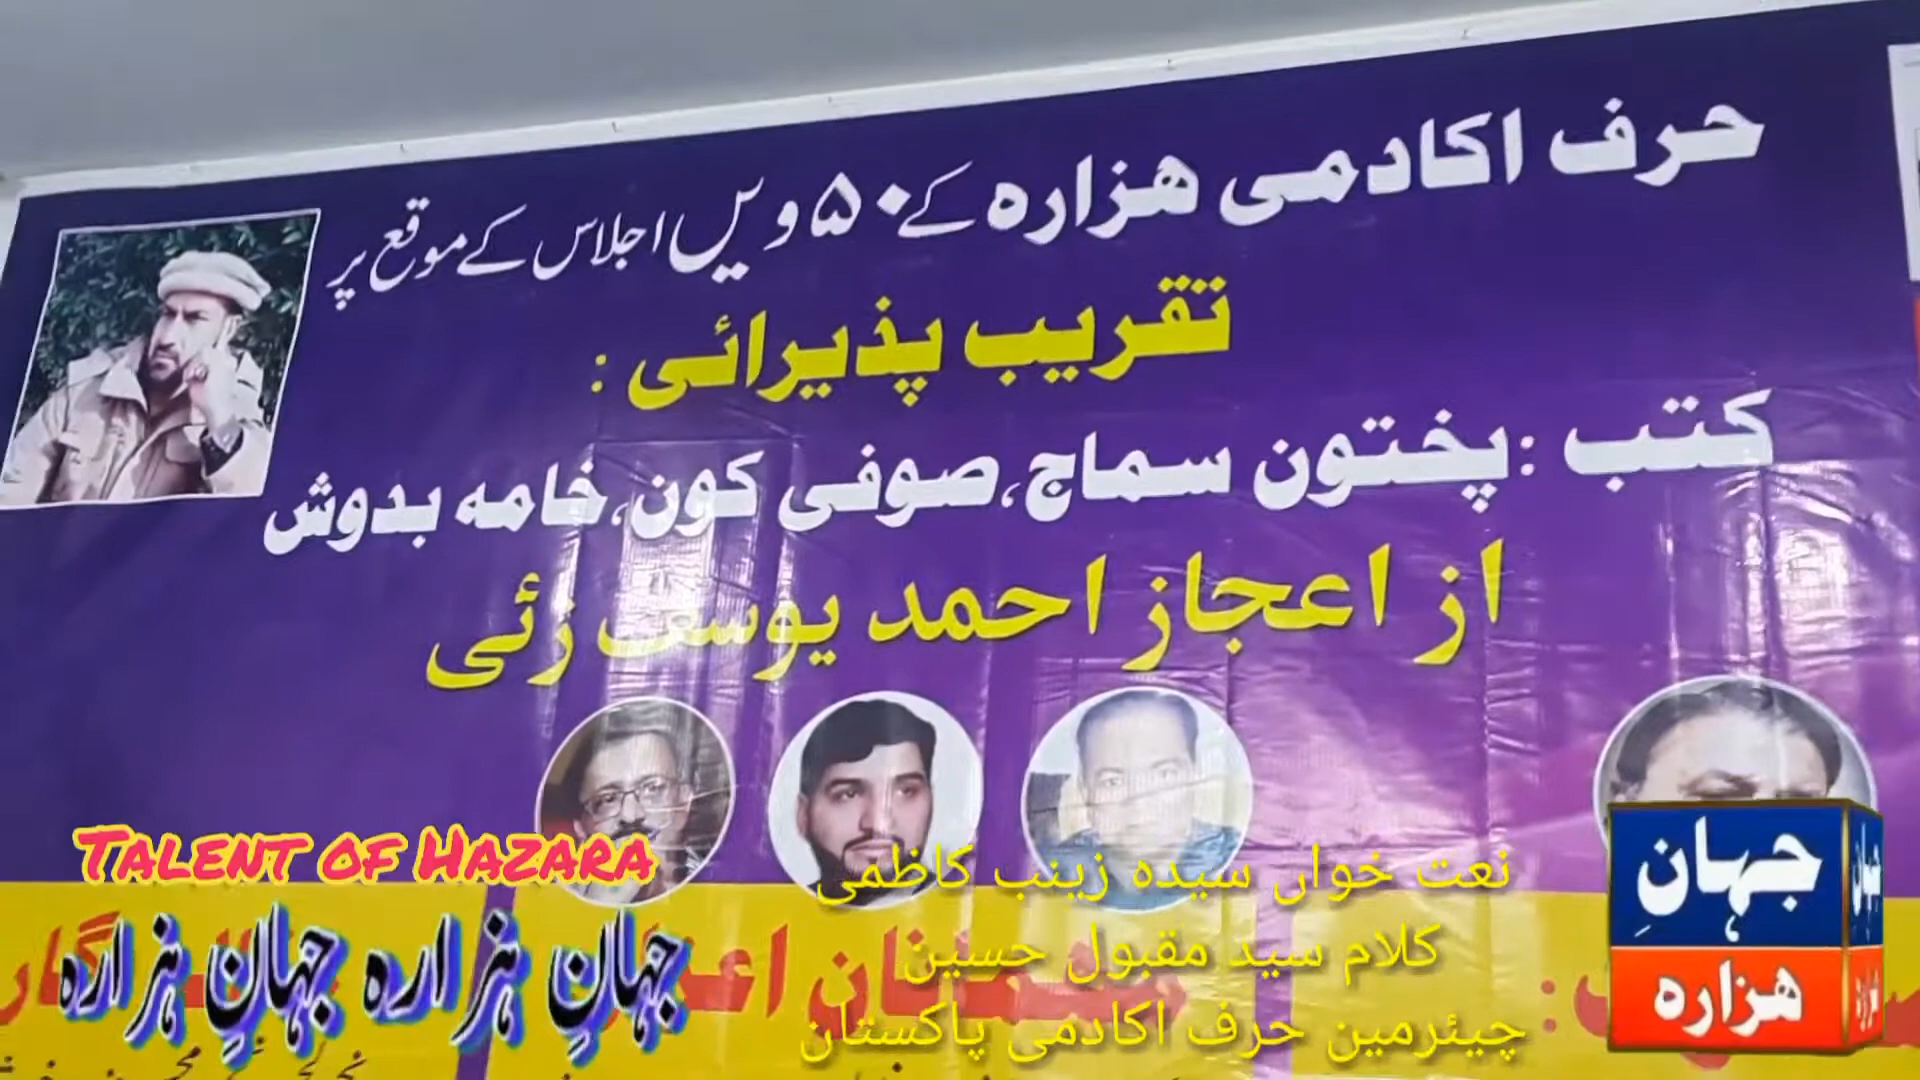 حرف اکادمی ہزارہ کے ۵۰ ویں اجلاس کے موقع پر
تقریب پذیرائی :
کتب : پختون سماج، صوفی کون، خامہ بدوش
از اعجاز احمد یوسف زئی
TALENT OF HAZARA
جہانِ ہزارہ جہانِ ہزارہ
نعت خواں سیدہ زینب کاظمی
کلام سید مقبول حسین
چیئرمین حرف اکادمی پاکستان
جہانِ
ہزارہ